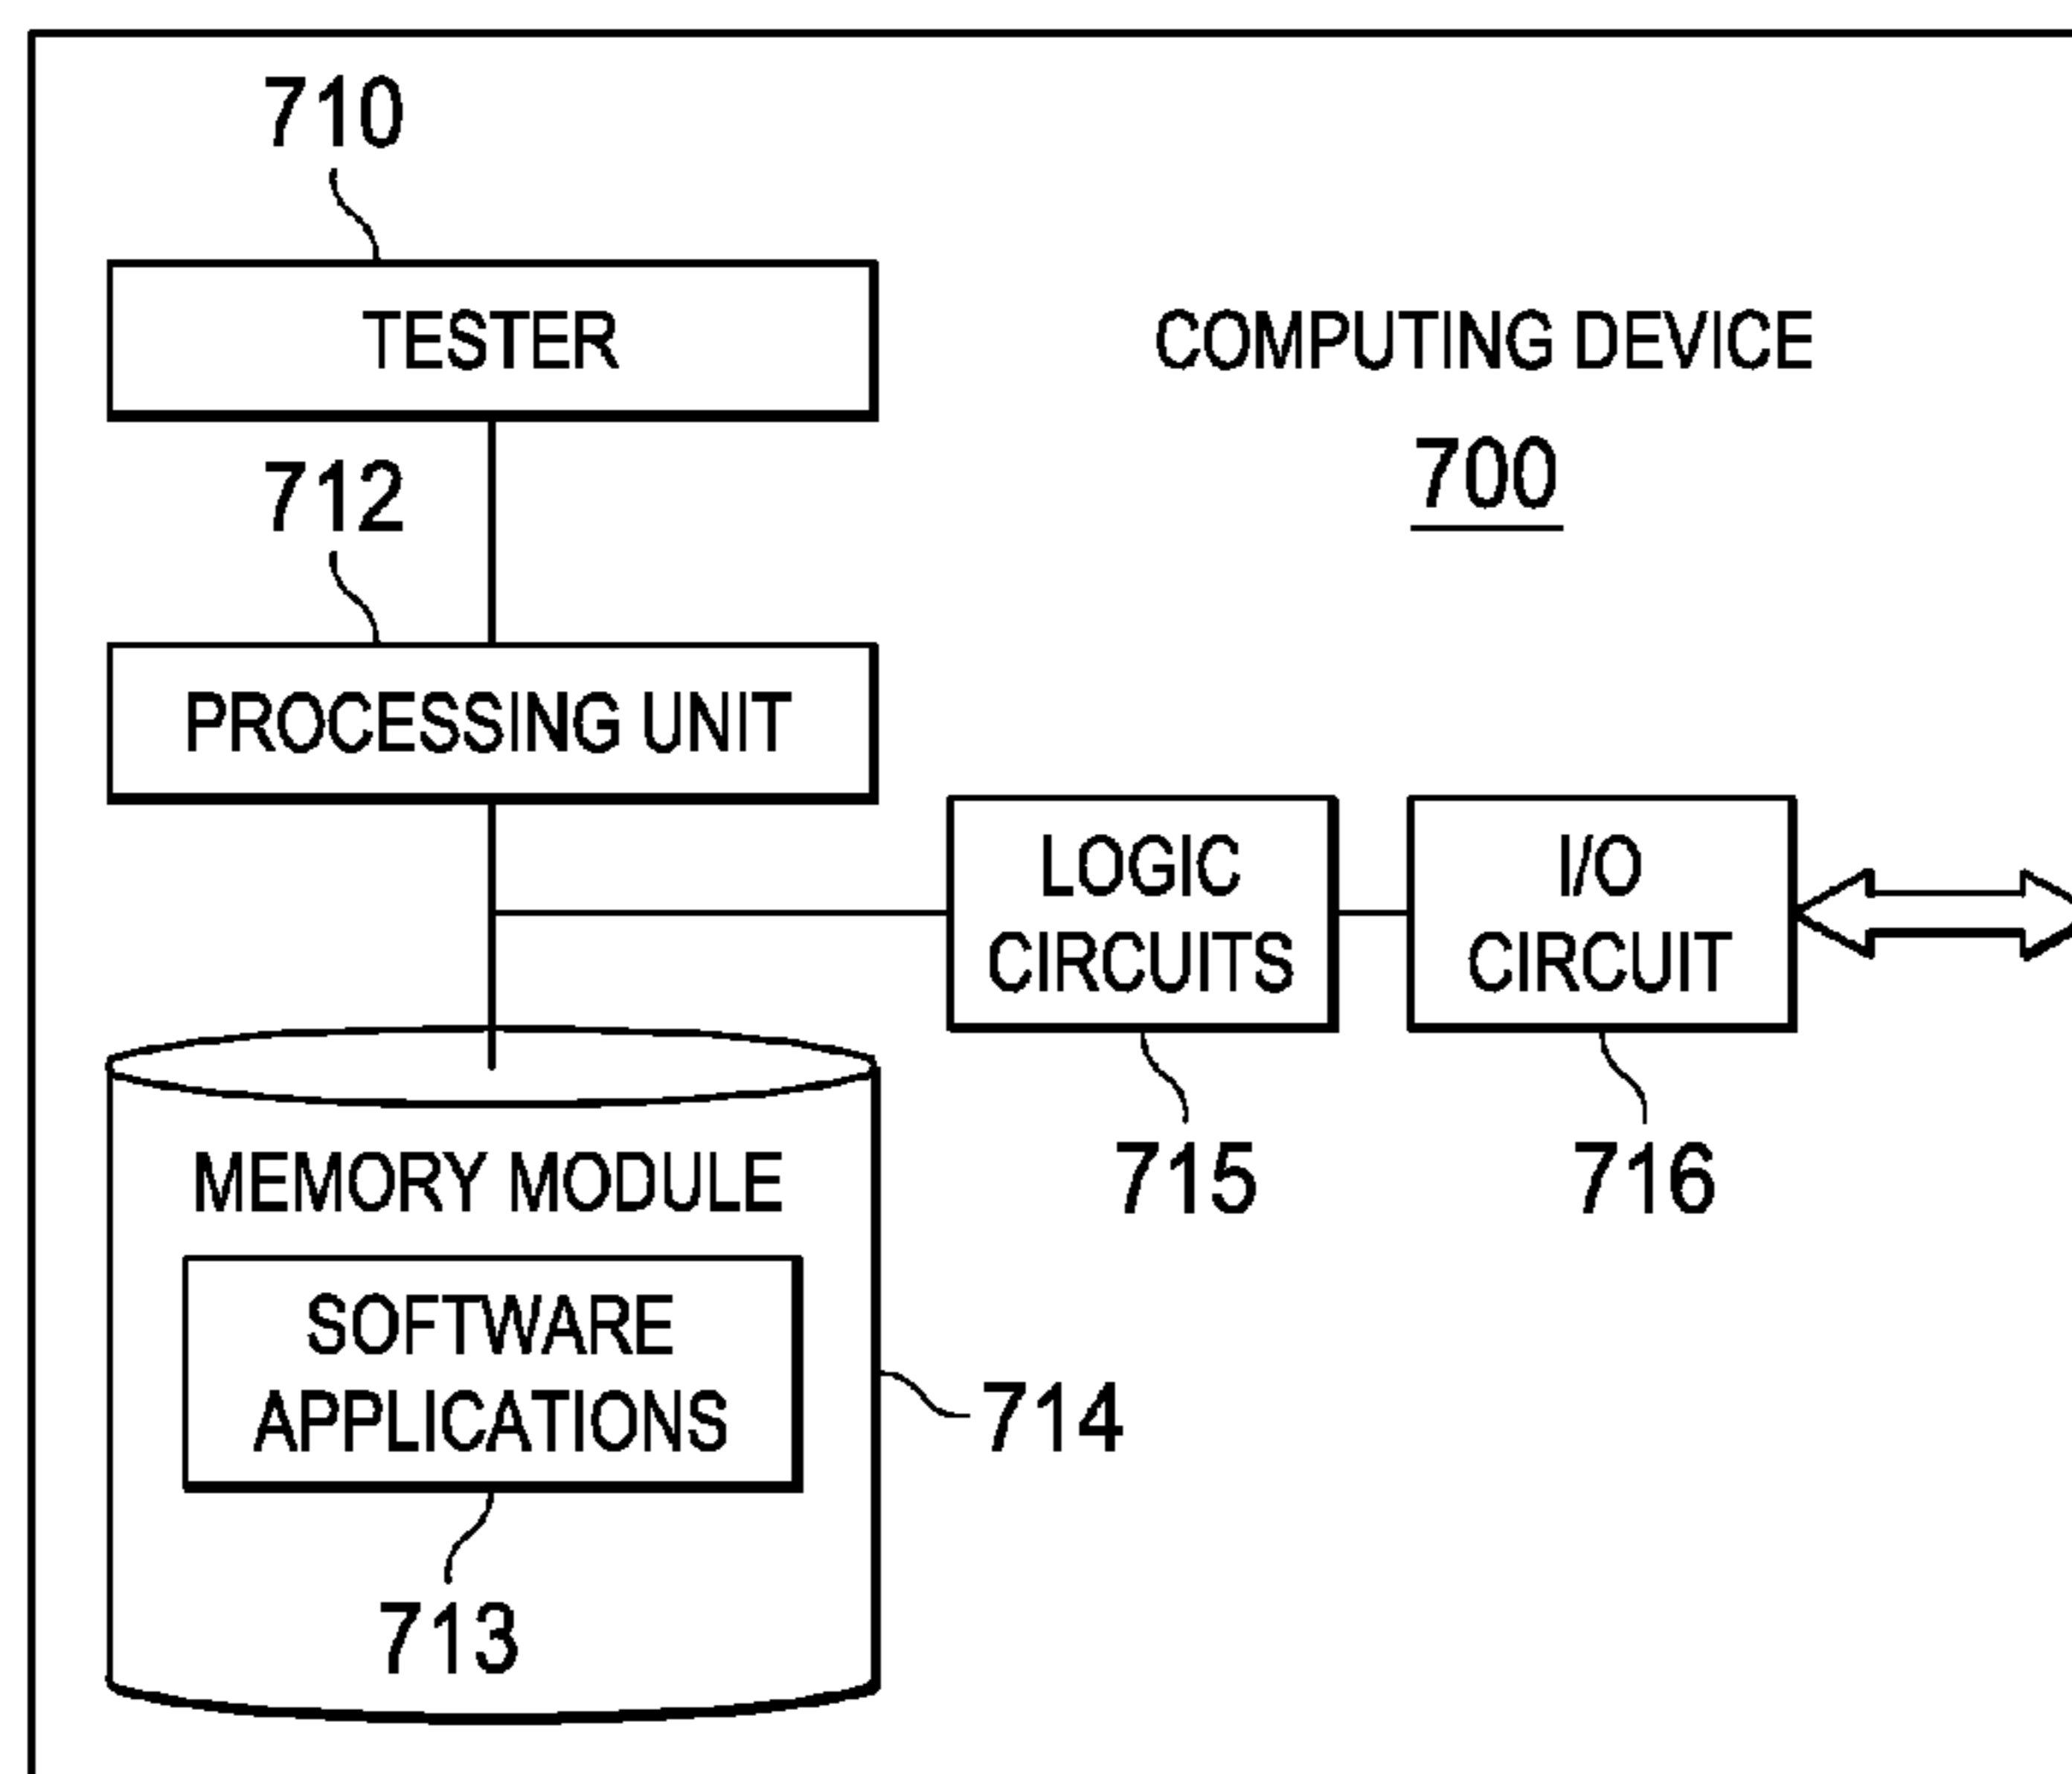 710
TESTER
COMPUTING DEVICE
700
712
PROCESSING UNIT
LOGIC
CIRCUITS
I/O
CIRCUIT
715
716
MEMORY MODULE
SOFTWARE
APPLICATIONS
714
713